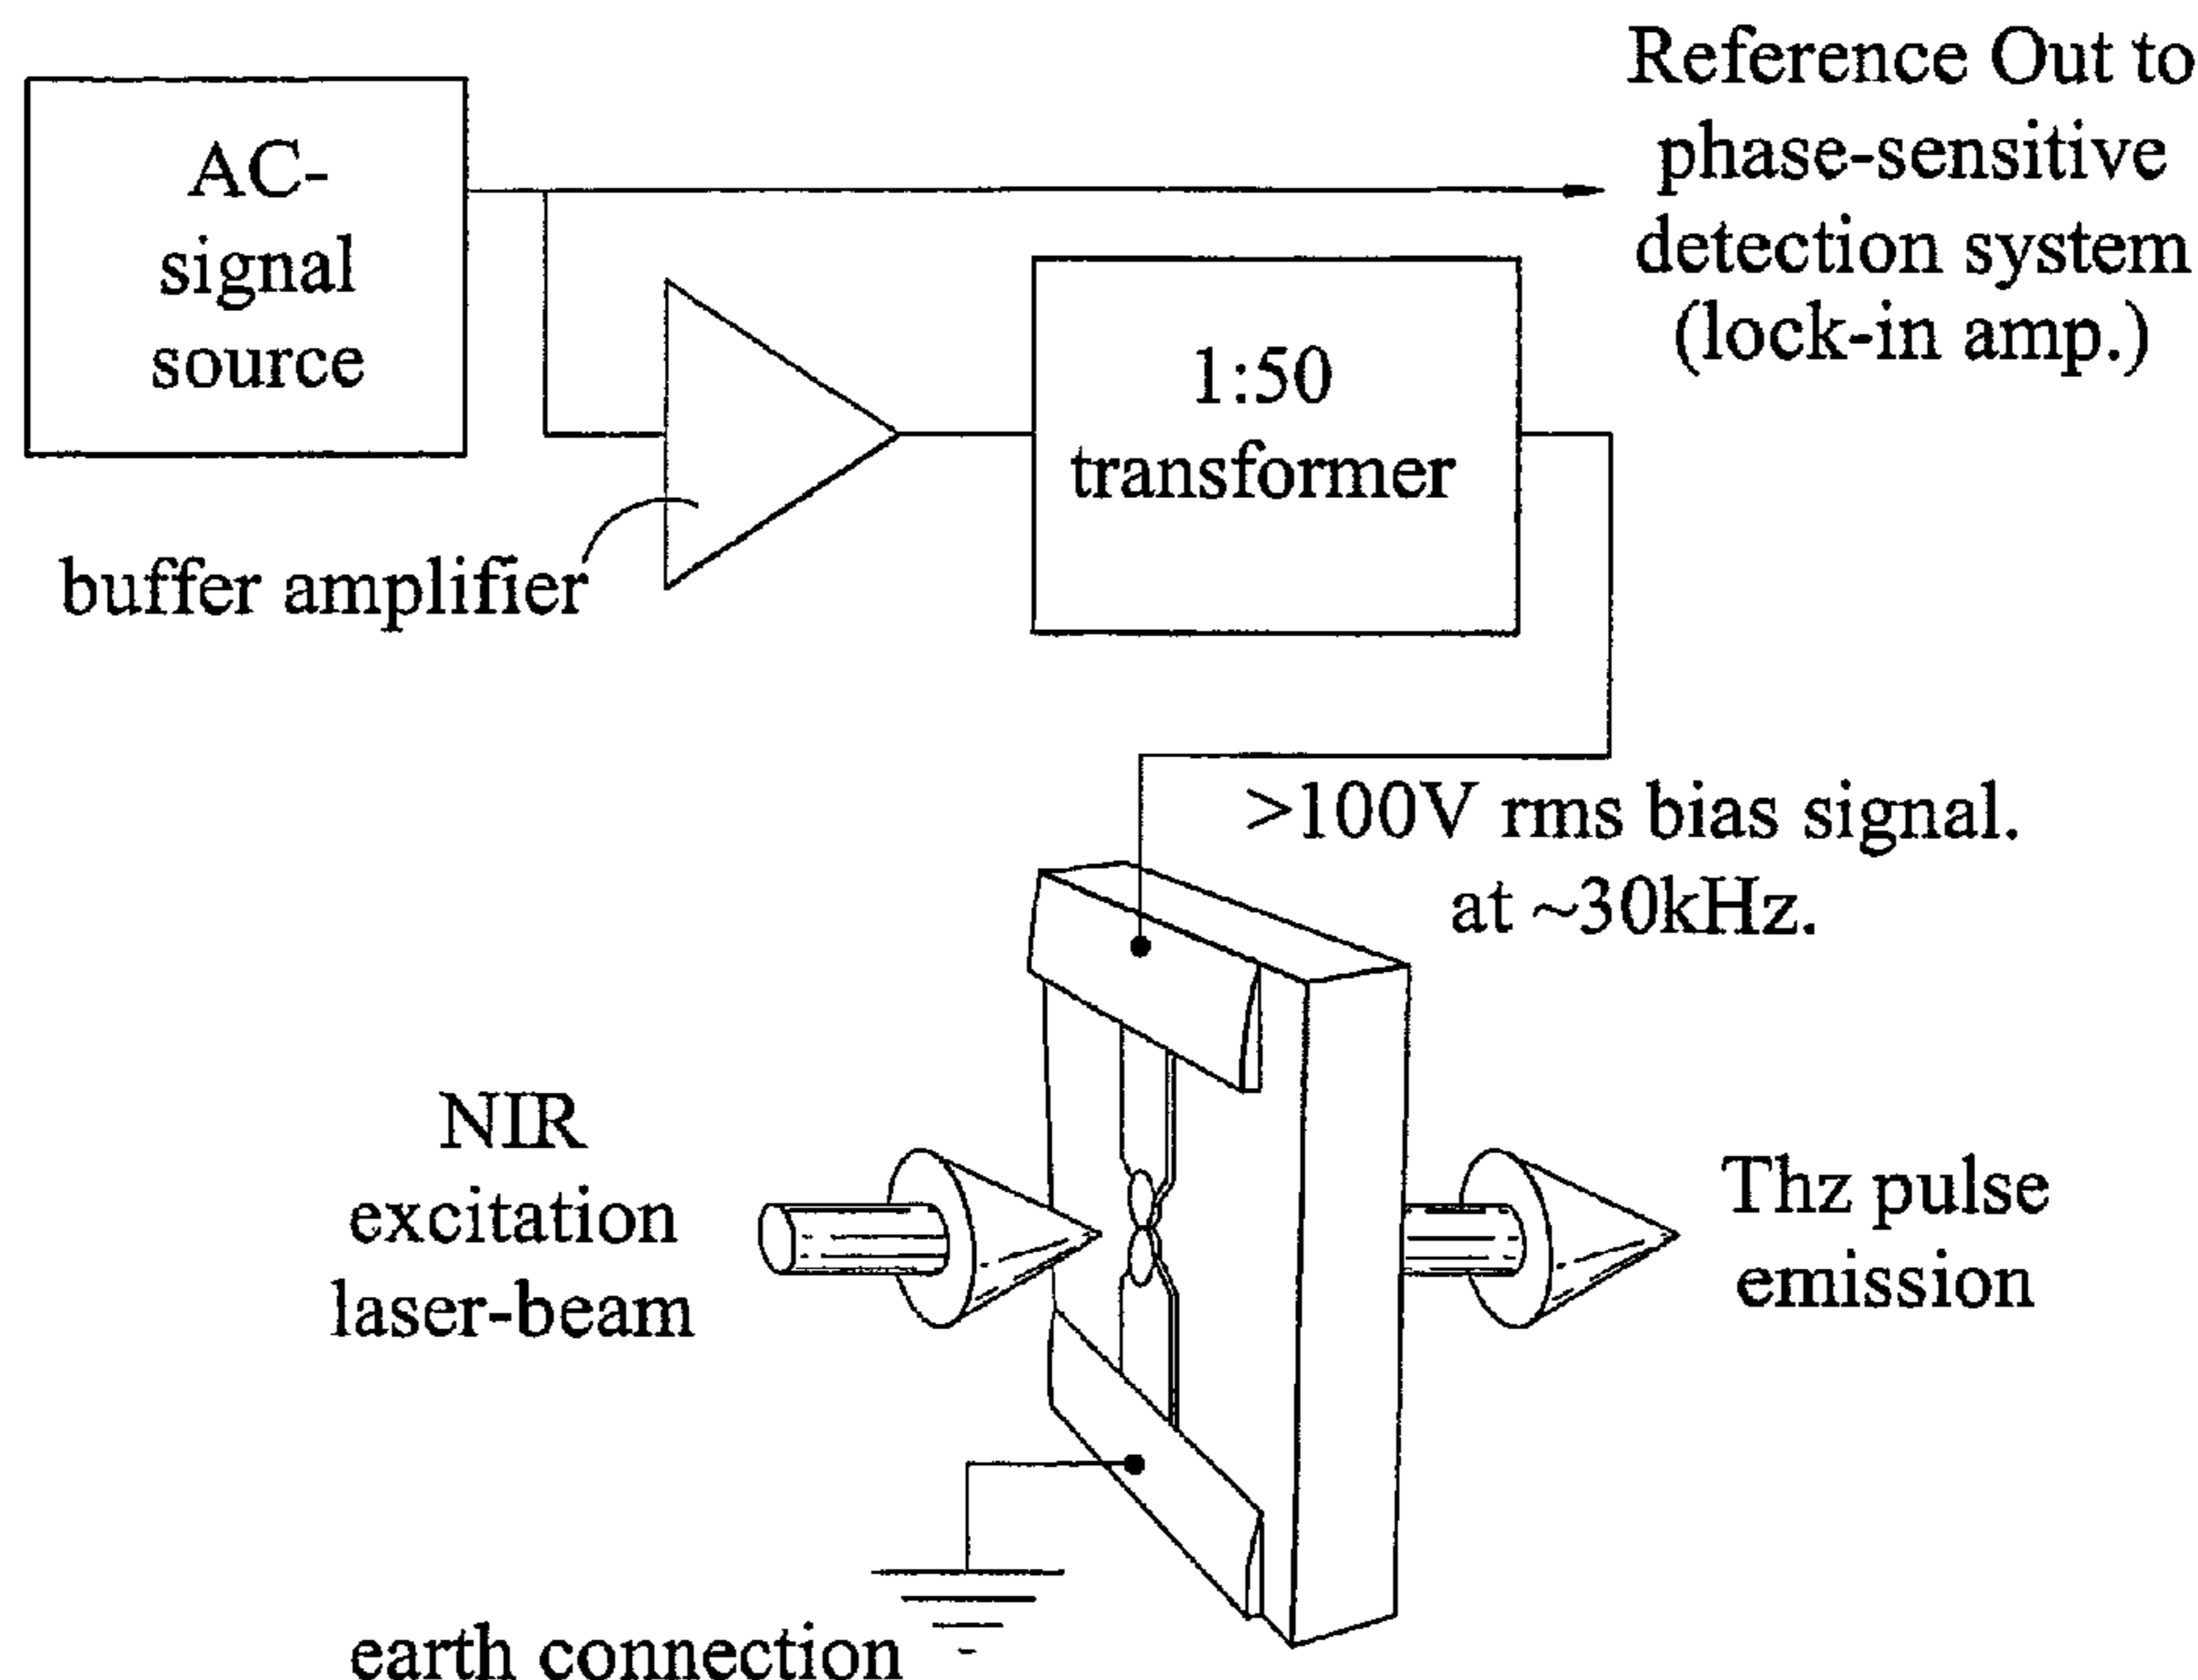 Reference Out to
phase-sensitive
detection system
(lock-in amp.)
AC-
signal
source
1:50
transformer
buffer amplifier
>100V rms bias signal.
at ~30kHz.
NIR
excitation
laser-beam
Thz pulse
emission
earth connection